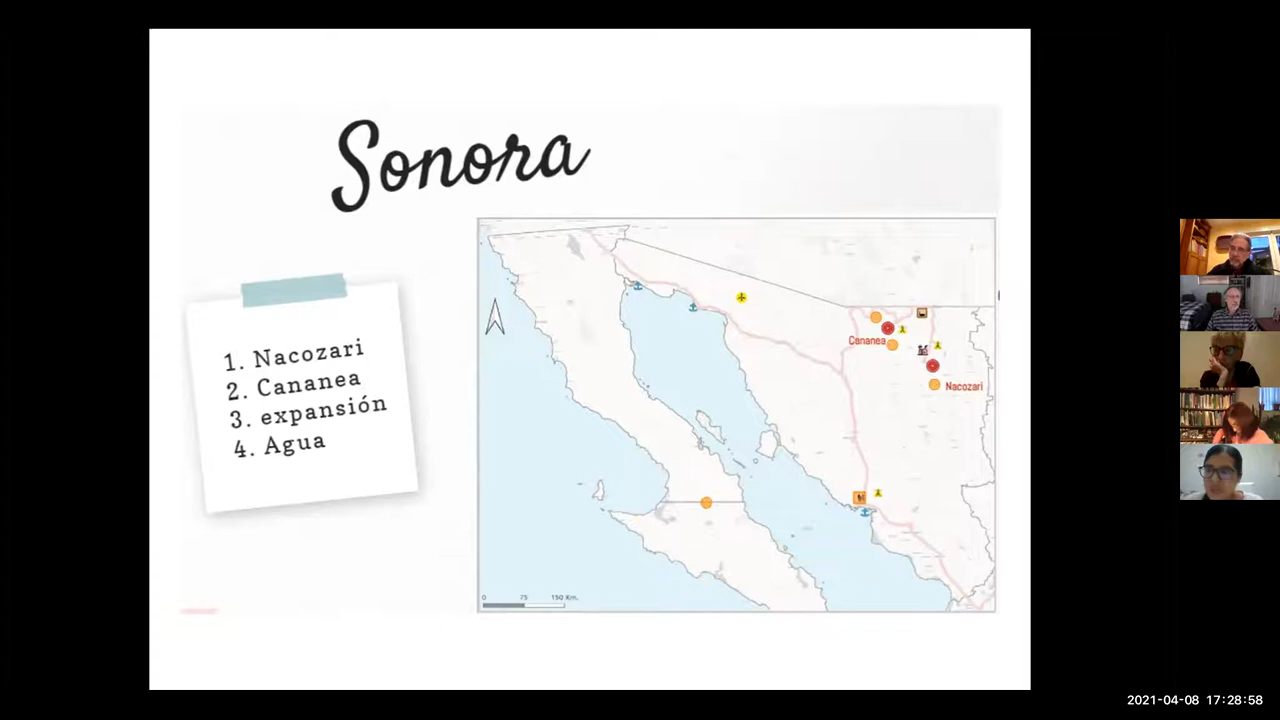 Sonora
1. Nacozari
2. Cananea
3. expansión
4. Agua
Cananea
Nacozari
0 75 150 Km.
2021-04-08 17:28:58